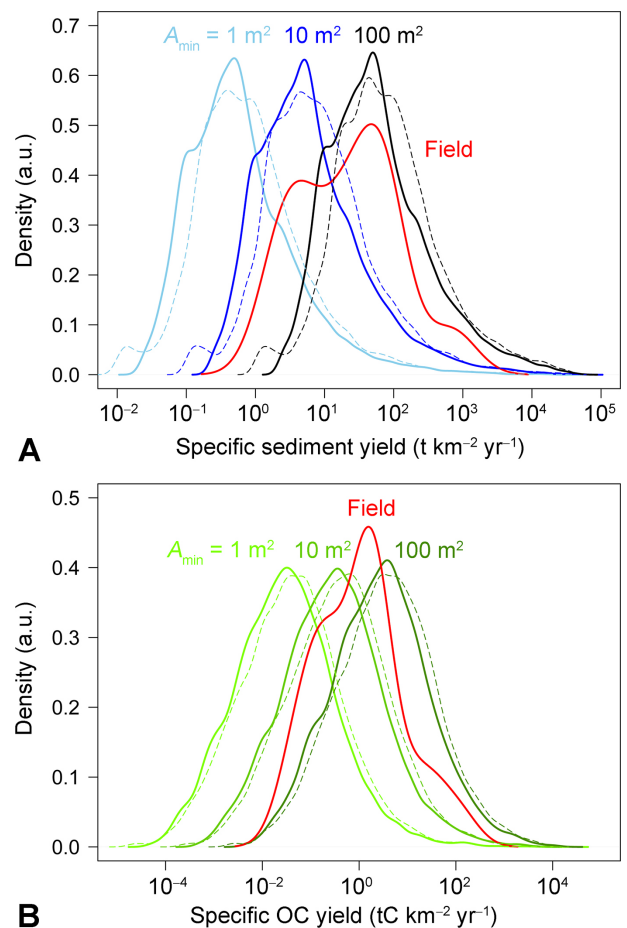 A_min = 1 m² 10 m² 100 m²
0.7
0.6
0.5
0.4
0.3
0.2
0.1
0.0
Density (a.u.)
Field
10⁻² 10⁻¹ 10⁰ 10¹ 10² 10³ 10⁴ 10⁵
Specific sediment yield (t km⁻² yr⁻¹)
A
0.5
0.4
0.3
0.2
0.1
0.0
Density (a.u.)
Field
A_min = 1 m² 10 m² 100 m²
10⁻⁴ 10⁻² 10⁰ 10² 10⁴
Specific OC yield (tC km⁻² yr⁻¹)
B